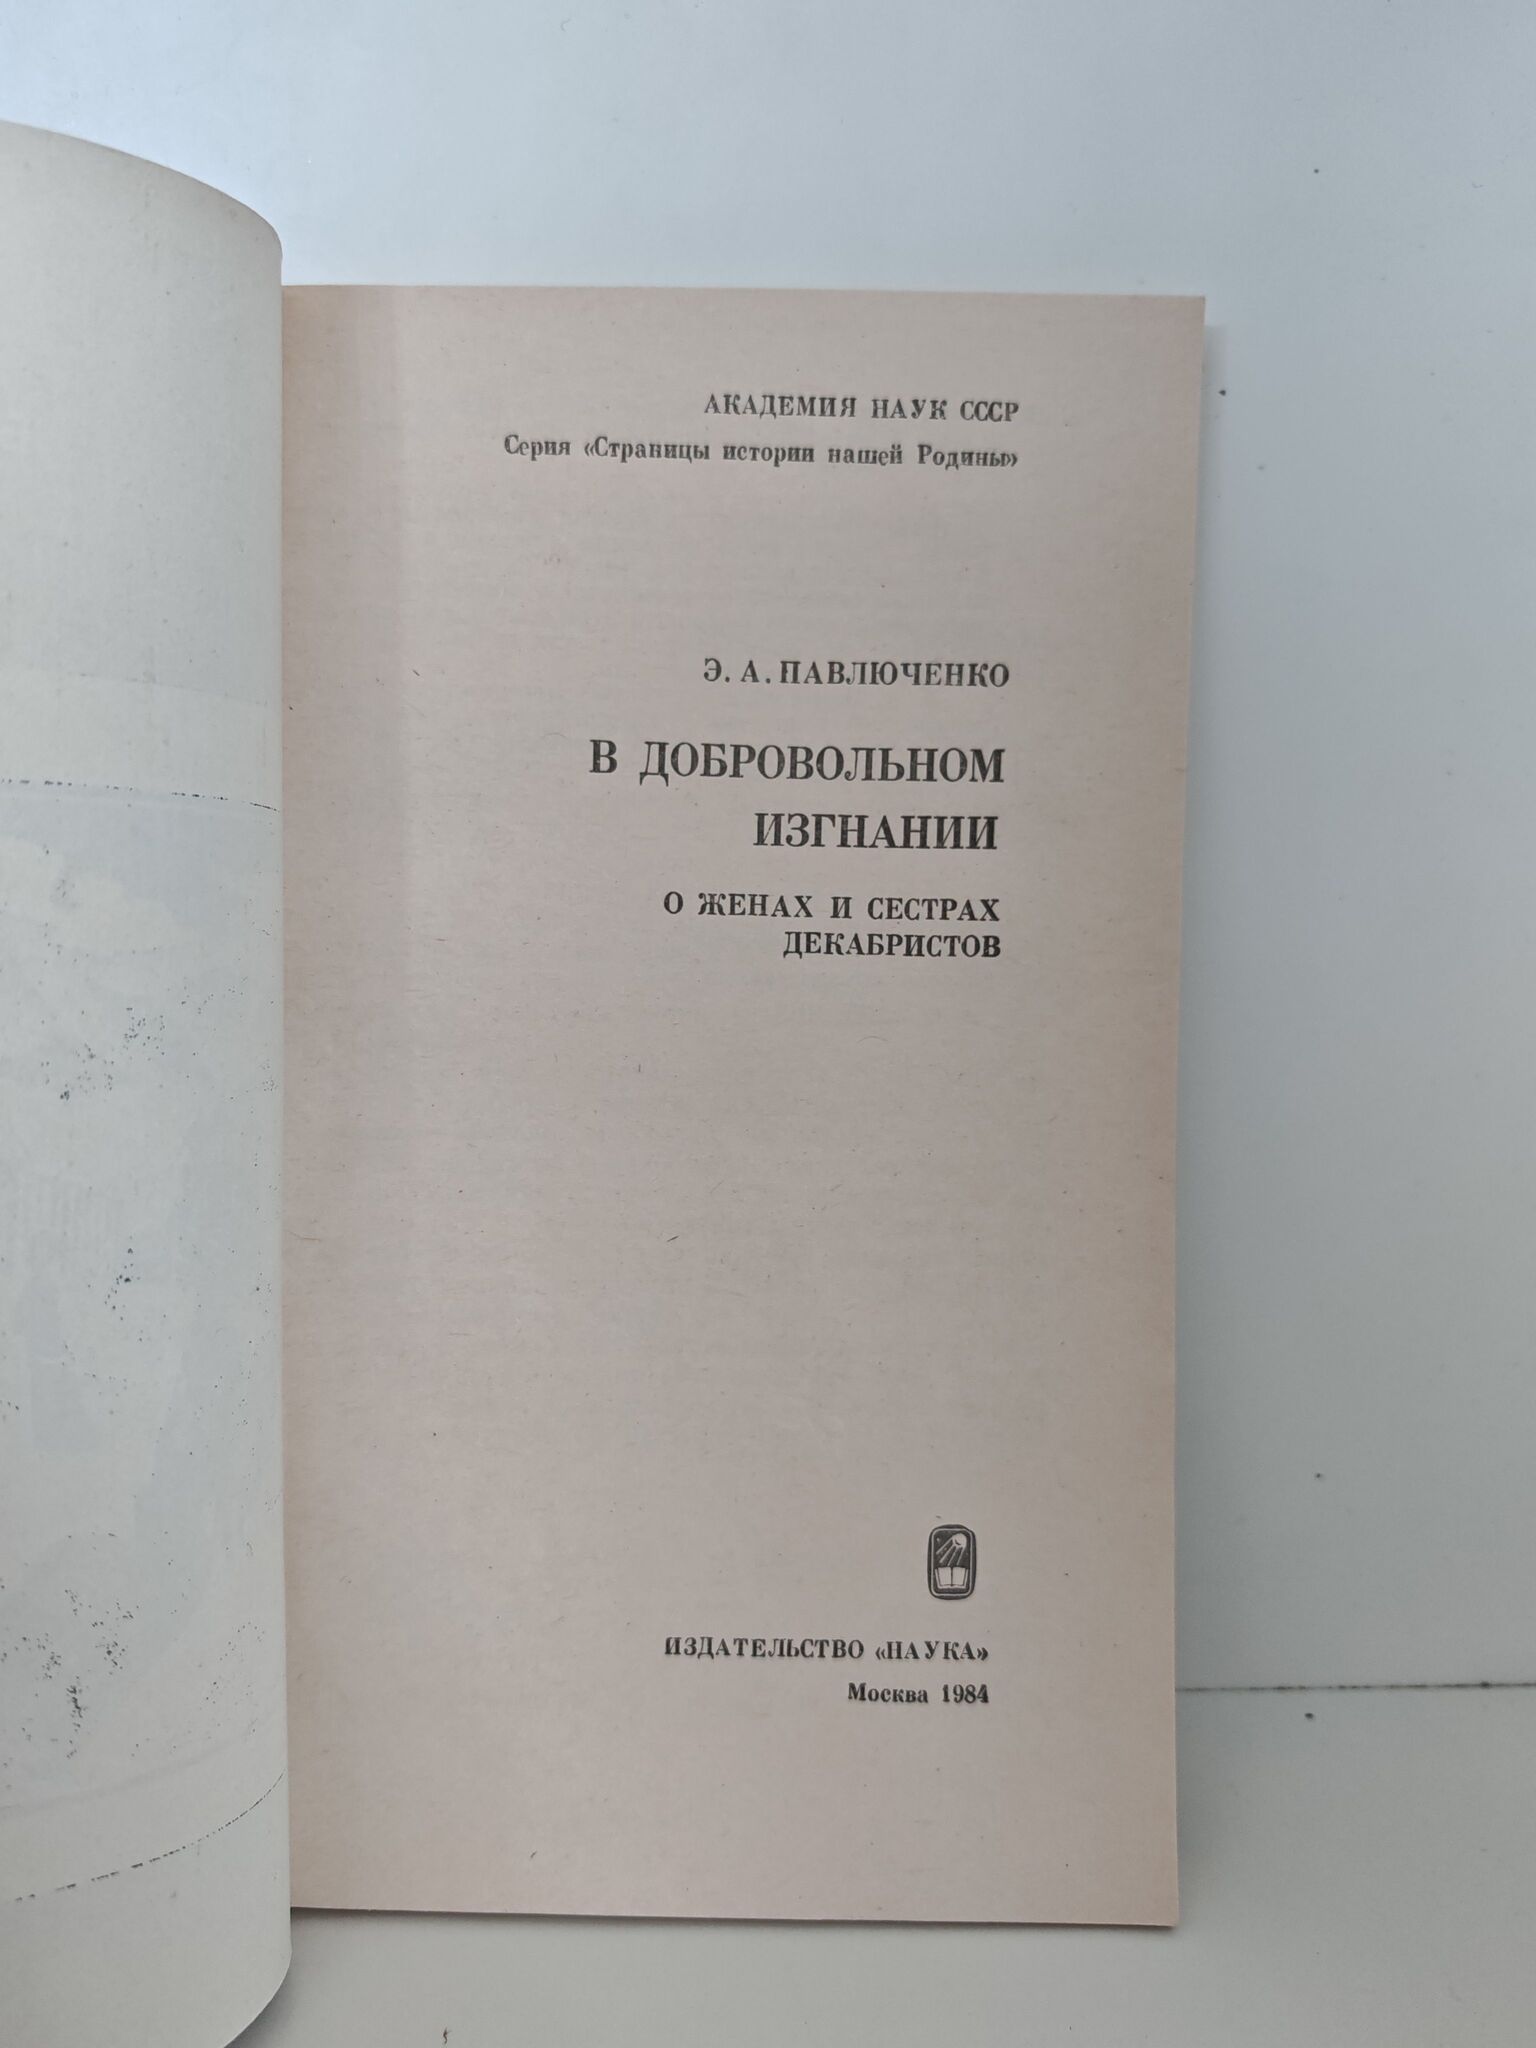 АКАДЕМИЯ НАУК СССР
Серия «Страницы истории нашей Родины»
Э. А. ПАВЛЮЧЕНКО
В ДОБРОВОЛЬНОМ
ИЗГНАНИИ
О ЖЕНАХ И СЕСТРАХ
ДЕКАБРИСТОВ
ИЗДАТЕЛЬСТВО «НАУКА»
Москва 1984